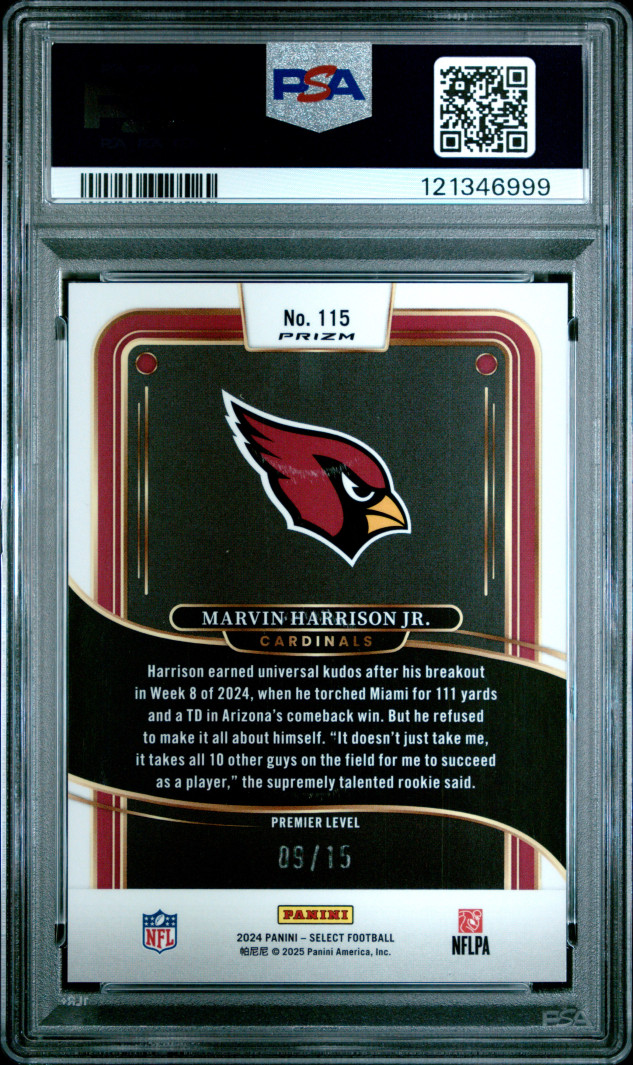 PSA
121346999
No. 115
PRIZM
MARVIN HARRISON JR.
CARDINALS
Harrison earned universal kudos after his breakout
in Week 8 of 2024, when he torched Miami for 111 yards
and a TD in Arizona's comeback win. But he refused
to make it all about himself. "It doesn't just take me,
it takes all 10 other guys on the field for me to succeed
as a player," the supremely talented rookie said.
PREMIER LEVEL
09/15
PANINI
NFL
2024 PANINI – SELECT FOOTBALL
帕尼尼 © 2025 Panini America, Inc.
NFLPA
PSA